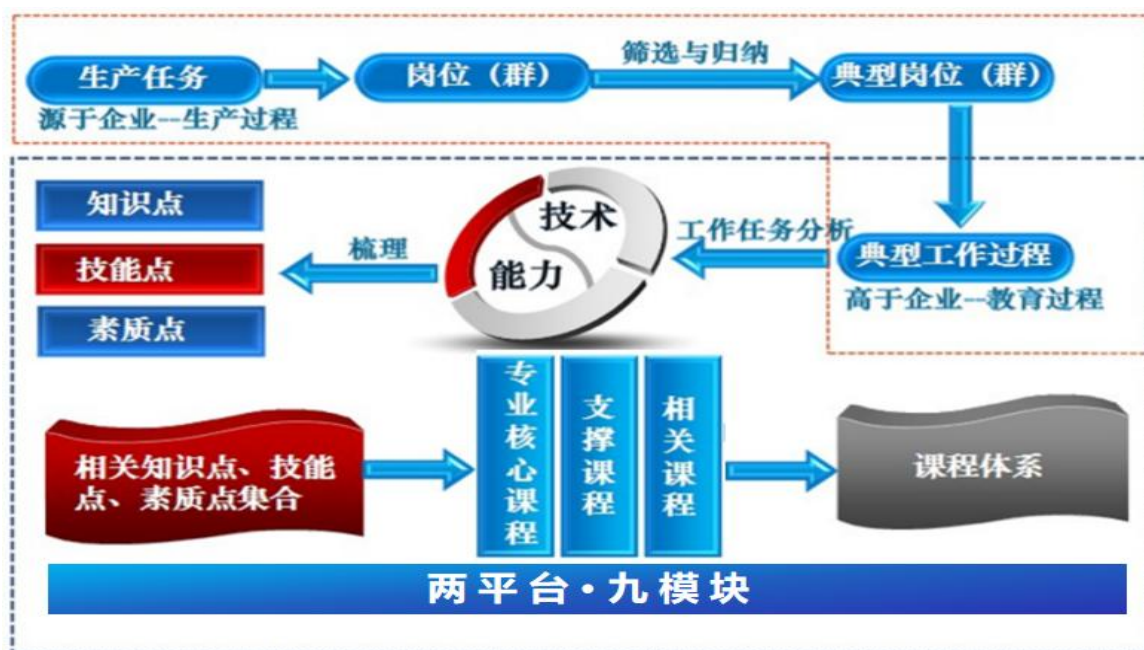 生产任务
岗位（群）
筛选与归纳
典型岗位（群）
源于企业--生产过程
知识点
技能点
素质点
梳理
技术
能力
工作任务分析
典型工作过程
高于企业--教育过程
相关知识点、技能
点、素质点集合
专业核心课程
支撑课程
相关课程
课程体系
两平台·九模块